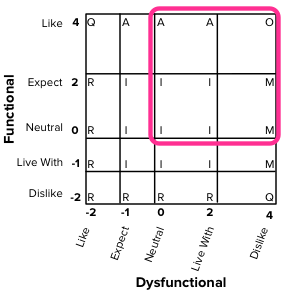 Like 4 Q A A A O
Expect 2 R I I I M
Neutral 0 R I I I M
Live With -1 R I I I M
Dislike -2 R R R R Q
-2 -1 0 2 4
Like Expect Neutral Live With Dislike
Functional
Dysfunctional